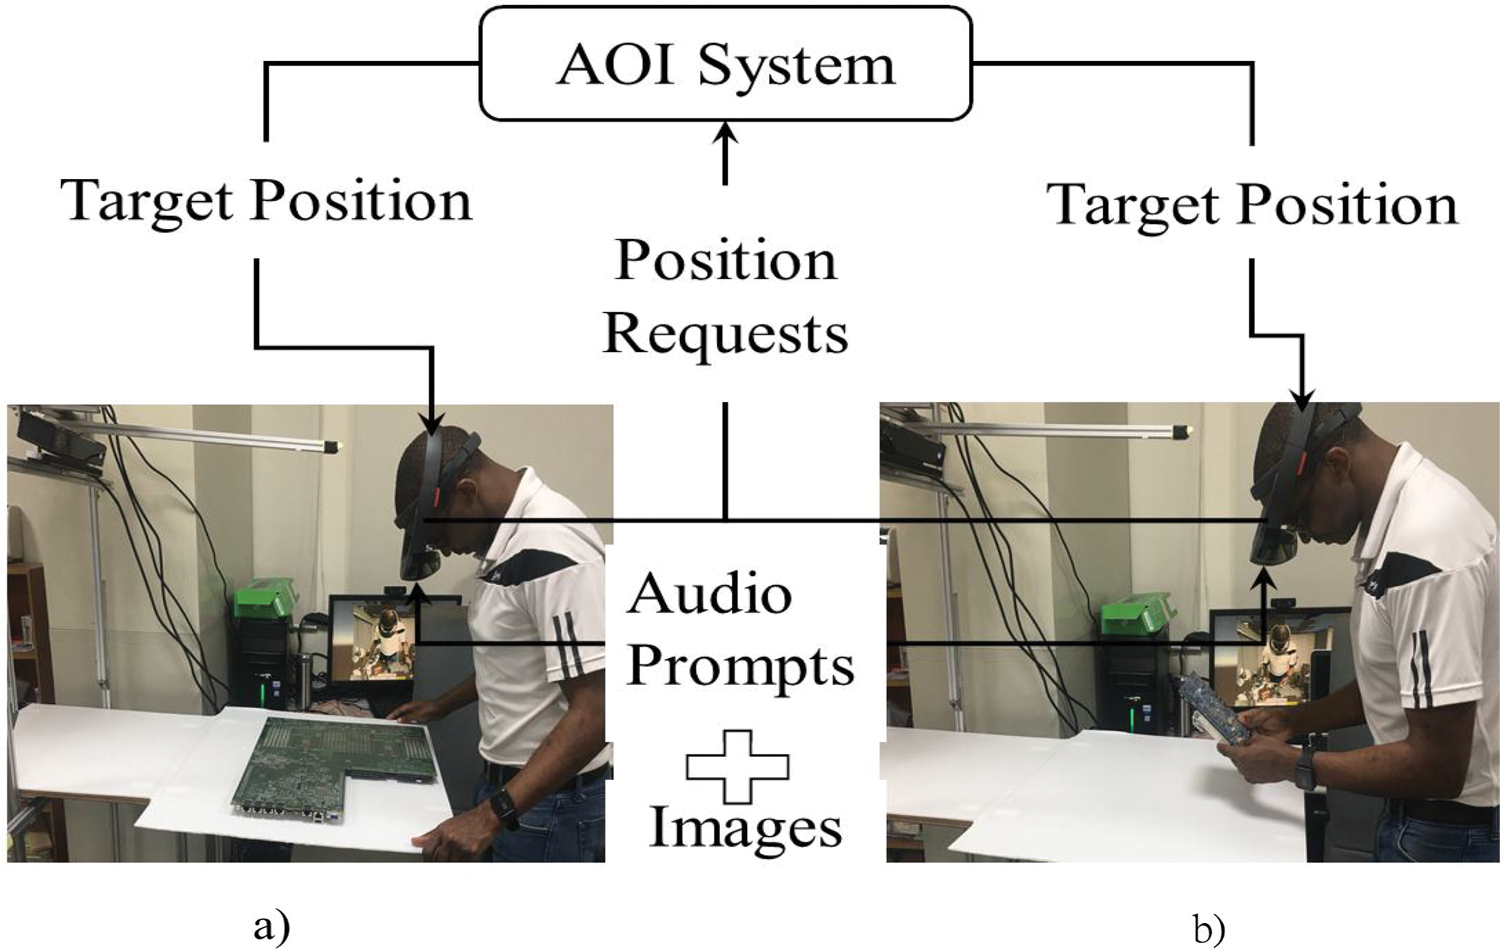 AOI System
Target Position
Target Position
Position
Requests
Audio
Prompts
Images
a)
b)